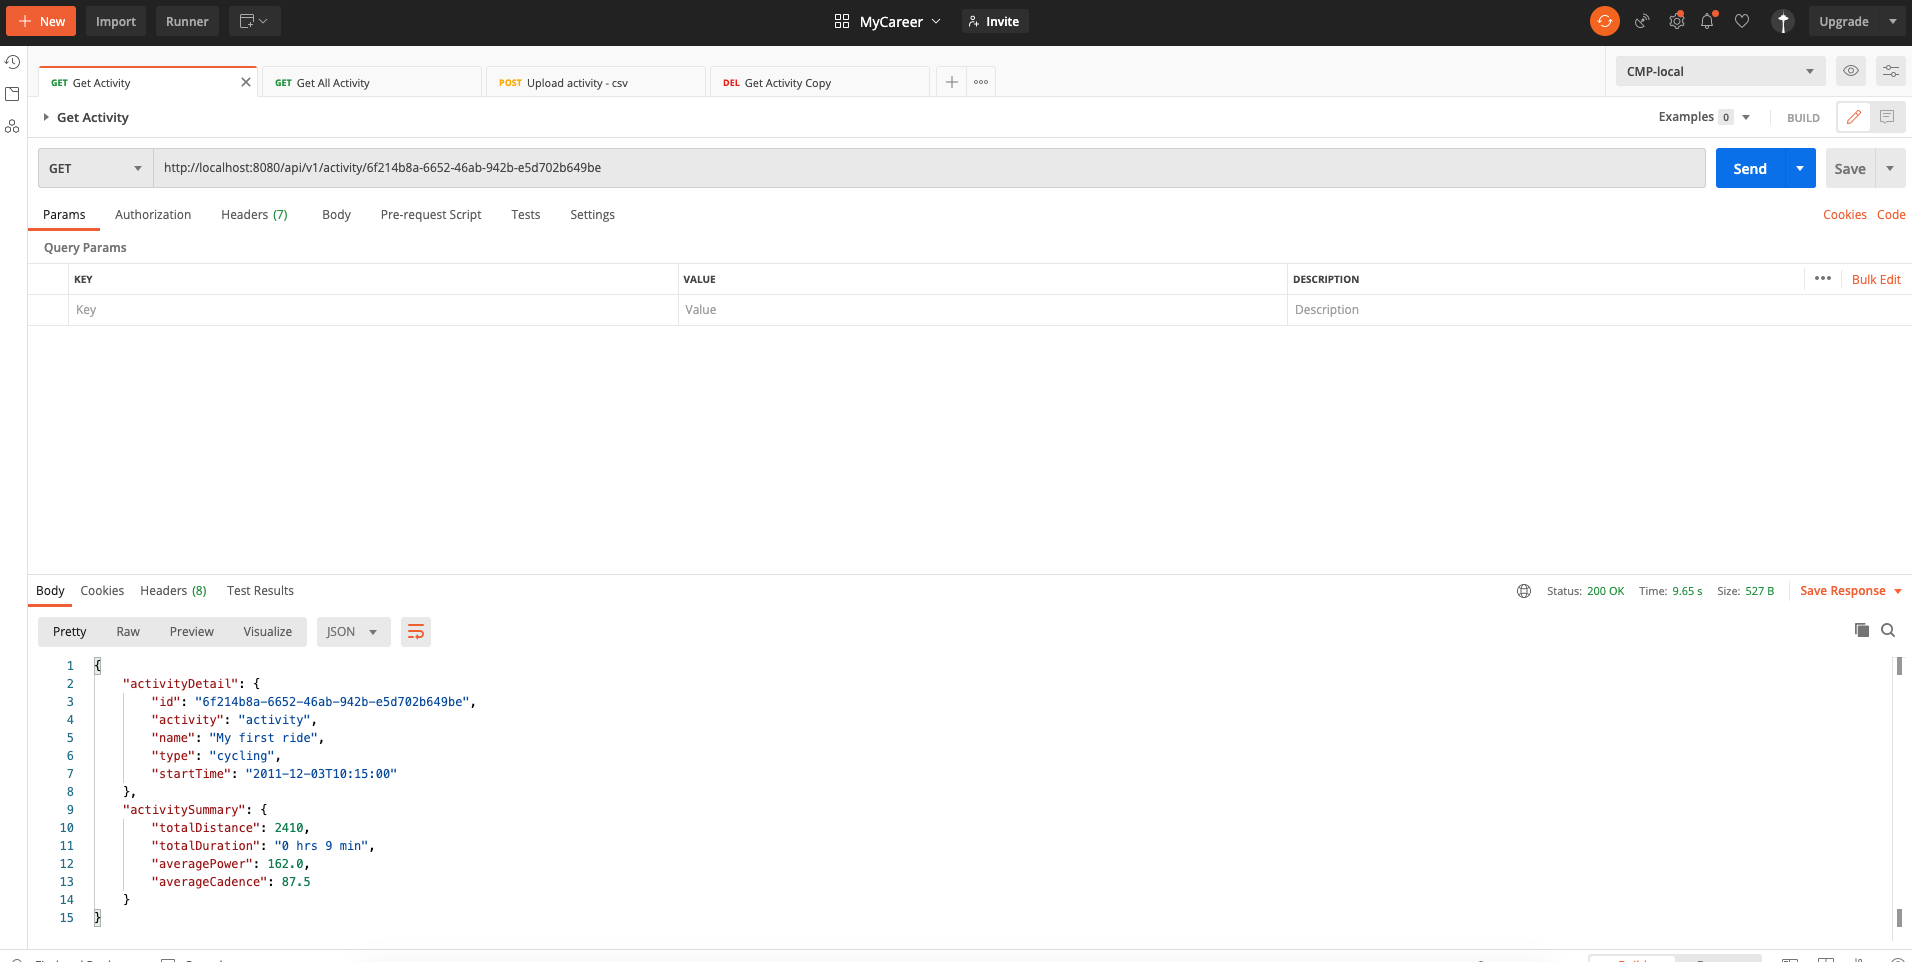 New Import Runner MyCareer Invite Upgrade
GET Get Activity GET Get All Activity POST Upload activity - csv DEL Get Activity Copy CMP-local
Get Activity Examples 0 BUILD
GET http://localhost:8080/api/v1/activity/6f214b8a-6652-46ab-942b-e5d702b649be Send Save
Params Authorization Headers (7) Body Pre-request Script Tests Settings Cookies Code
Query Params
KEY VALUE DESCRIPTION Bulk Edit
Key Value Description
Body Cookies Headers (8) Test Results Status: 200 OK Time: 9.65 s Size: 527 B Save Response
Pretty Raw Preview Visualize JSON
1 {
2 "activityDetail": {
3 "id": "6f214b8a-6652-46ab-942b-e5d702b649be",
4 "activity": "activity",
5 "name": "My first ride",
6 "type": "cycling",
7 "startTime": "2011-12-03T10:15:00"
8 },
9 "activitySummary": {
10 "totalDistance": 2410,
11 "totalDuration": "0 hrs 9 min",
12 "averagePower": 162.0,
13 "averageCadence": 87.5
14 }
15 }